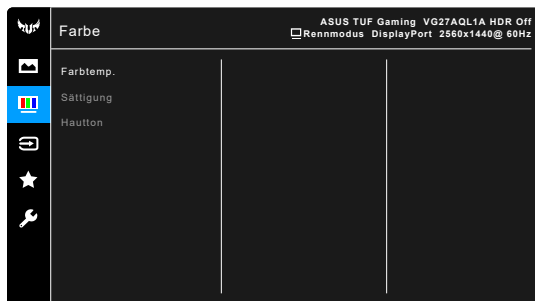 Farbe
ASUS TUF Gaming VG27AQL1A HDR Off
Rennmodus DisplayPort 2560x1440@ 60Hz
Farbtemp.
Sättigung
Hautton